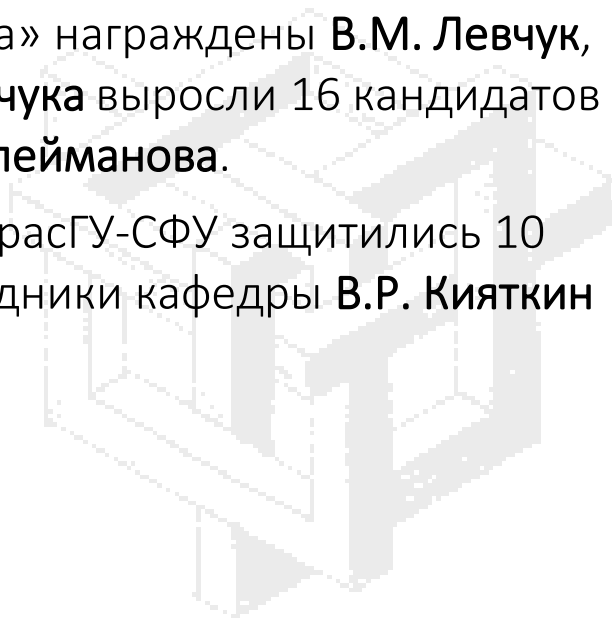 а» награждены В.М. Левчук,
чука выросли 16 кандидатов
лейманова.
расГУ-СФУ защитились 10
дники кафедры В.Р. Кияткин